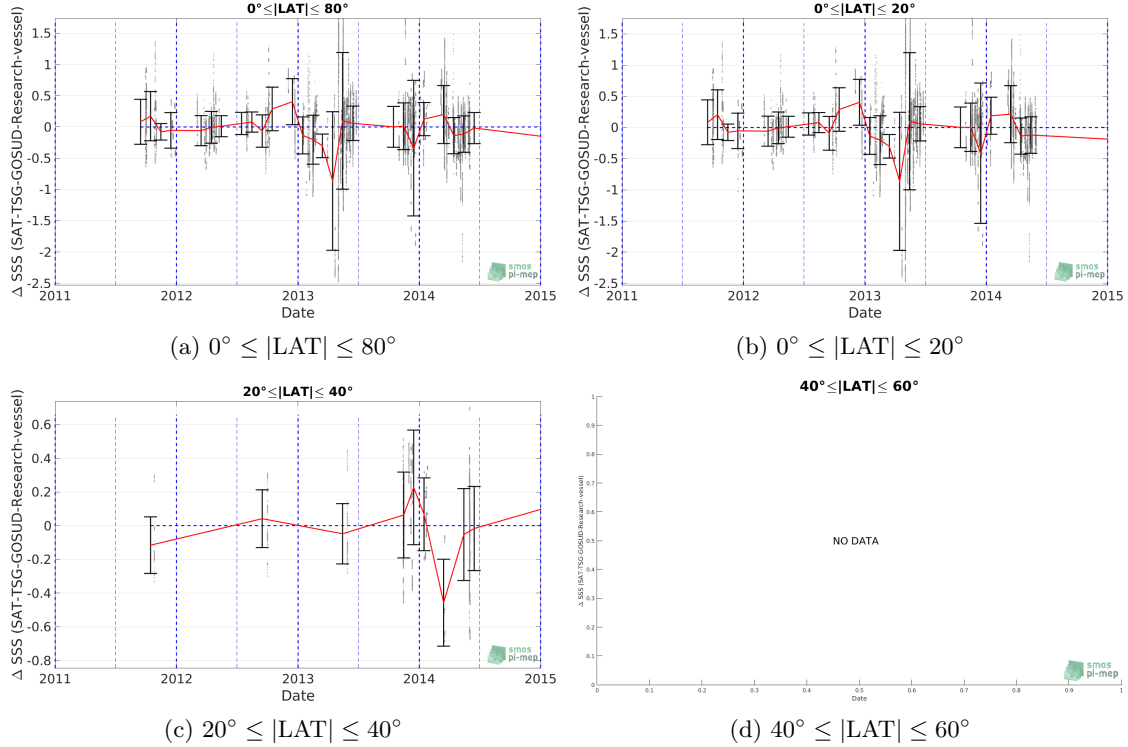 0°≤|LAT|≤ 80°
Δ SSS (SAT-TSG-GOSUD-Research-vessel)
1.5
1
0.5
0
-0.5
-1
-1.5
-2
-2.5
2011 2012 2013 2014 2015
Date
smos
pi-mep
(a) 0° ≤ |LAT| ≤ 80°
0°≤|LAT|≤ 20°
Δ SSS (SAT-TSG-GOSUD-Research-vessel)
1.5
1
0.5
0
-0.5
-1
-1.5
-2
-2.5
2011 2012 2013 2014 2015
Date
smos
pi-mep
(b) 0° ≤ |LAT| ≤ 20°
20°≤|LAT|≤ 40°
Δ SSS (SAT-TSG-GOSUD-Research-vessel)
0.6
0.4
0.2
0
-0.2
-0.4
-0.6
-0.8
2011 2012 2013 2014 2015
Date
smos
pi-mep
(c) 20° ≤ |LAT| ≤ 40°
40°≤|LAT|≤ 60°
Δ SSS (SAT-TSG-GOSUD-Research-vessel)
1
0.9
0.8
0.7
0.6
0.5
0.4
0.3
0.2
0.1
0
NO DATA
0 0.1 0.2 0.3 0.4 0.5 0.6 0.7 0.8 0.9 1
Date
smos
pi-mep
(d) 40° ≤ |LAT| ≤ 60°